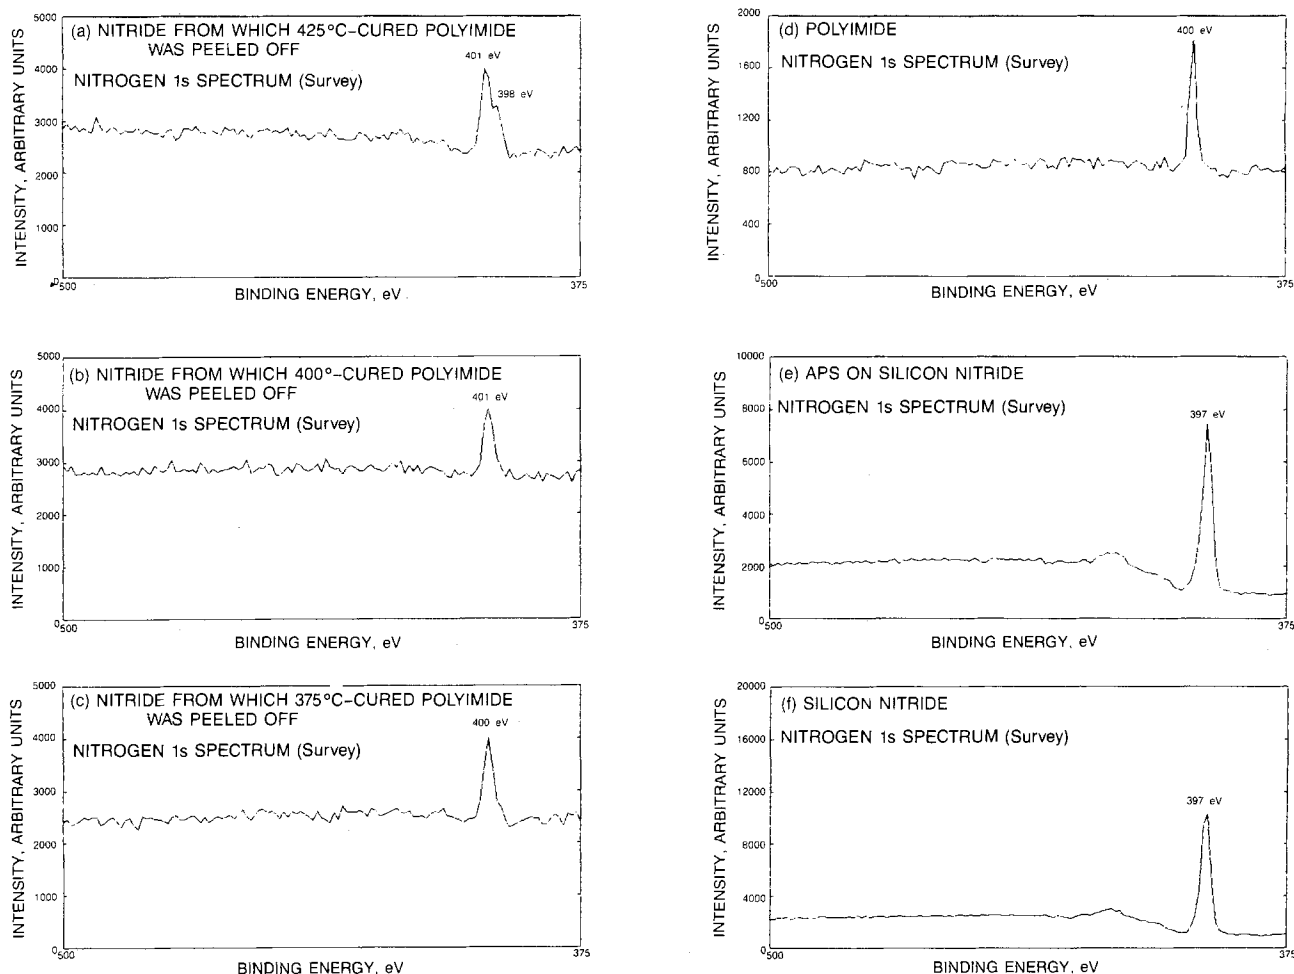 (a) NITRIDE FROM WHICH 425°C-CURED POLYIMIDE
WAS PEELED OFF
NITROGEN 1s SPECTRUM (Survey)
401 eV
398 eV
INTENSITY, ARBITRARY UNITS
5000
4000
3000
2000
1000
0
500
375
BINDING ENERGY, eV
(b) NITRIDE FROM WHICH 400°-CURED POLYIMIDE
WAS PEELED OFF
NITROGEN 1s SPECTRUM (Survey)
401 eV
INTENSITY, ARBITRARY UNITS
5000
4000
3000
2000
1000
0
500
375
BINDING ENERGY, eV
(c) NITRIDE FROM WHICH 375°C-CURED POLYIMIDE
WAS PEELED OFF
NITROGEN 1s SPECTRUM (Survey)
400 eV
INTENSITY, ARBITRARY UNITS
5000
4000
3000
2000
1000
0
500
375
BINDING ENERGY, eV
(d) POLYIMIDE
NITROGEN 1s SPECTRUM (Survey)
400 eV
INTENSITY, ARBITRARY UNITS
2000
1600
1200
800
400
0
500
375
BINDING ENERGY, eV
(e) APS ON SILICON NITRIDE
NITROGEN 1s SPECTRUM (Survey)
397 eV
INTENSITY, ARBITRARY UNITS
10000
8000
6000
4000
2000
0
500
375
BINDING ENERGY, eV
(f) SILICON NITRIDE
NITROGEN 1s SPECTRUM (Survey)
397 eV
INTENSITY, ARBITRARY UNITS
20000
16000
12000
8000
4000
0
500
375
BINDING ENERGY, eV